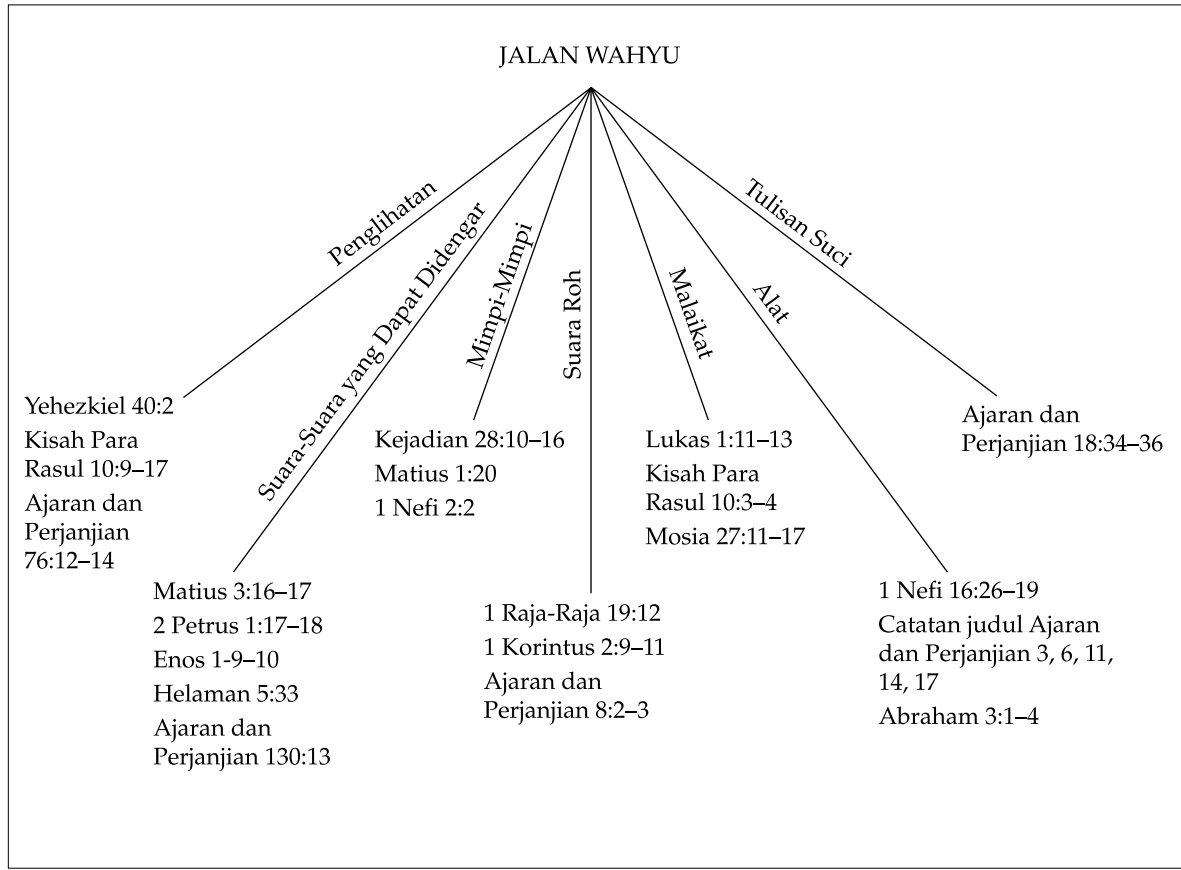 JALAN WAHYU
Penglihatan
Yehezkiel 40:2
Kisah Para
Rasul 10:9–17
Ajaran dan
Perjanjian
76:12–14
Suara-Suara yang Dapat Didengar
Matius 3:16–17
2 Petrus 1:17–18
Enos 1-9–10
Helaman 5:33
Ajaran dan
Perjanjian 130:13
Mimpi-Mimpi
Kejadian 28:10–16
Matius 1:20
1 Nefi 2:2
Suara Roh
1 Raja-Raja 19:12
1 Korintus 2:9–11
Ajaran dan
Perjanjian 8:2–3
Malaikat
Lukas 1:11–13
Kisah Para
Rasul 10:3–4
Mosia 27:11–17
Alat
1 Nefi 16:26–19
Catatan judul Ajaran
dan Perjanjian 3, 6, 11,
14, 17
Abraham 3:1–4
Tulisan Suci
Ajaran dan
Perjanjian 18:34–36